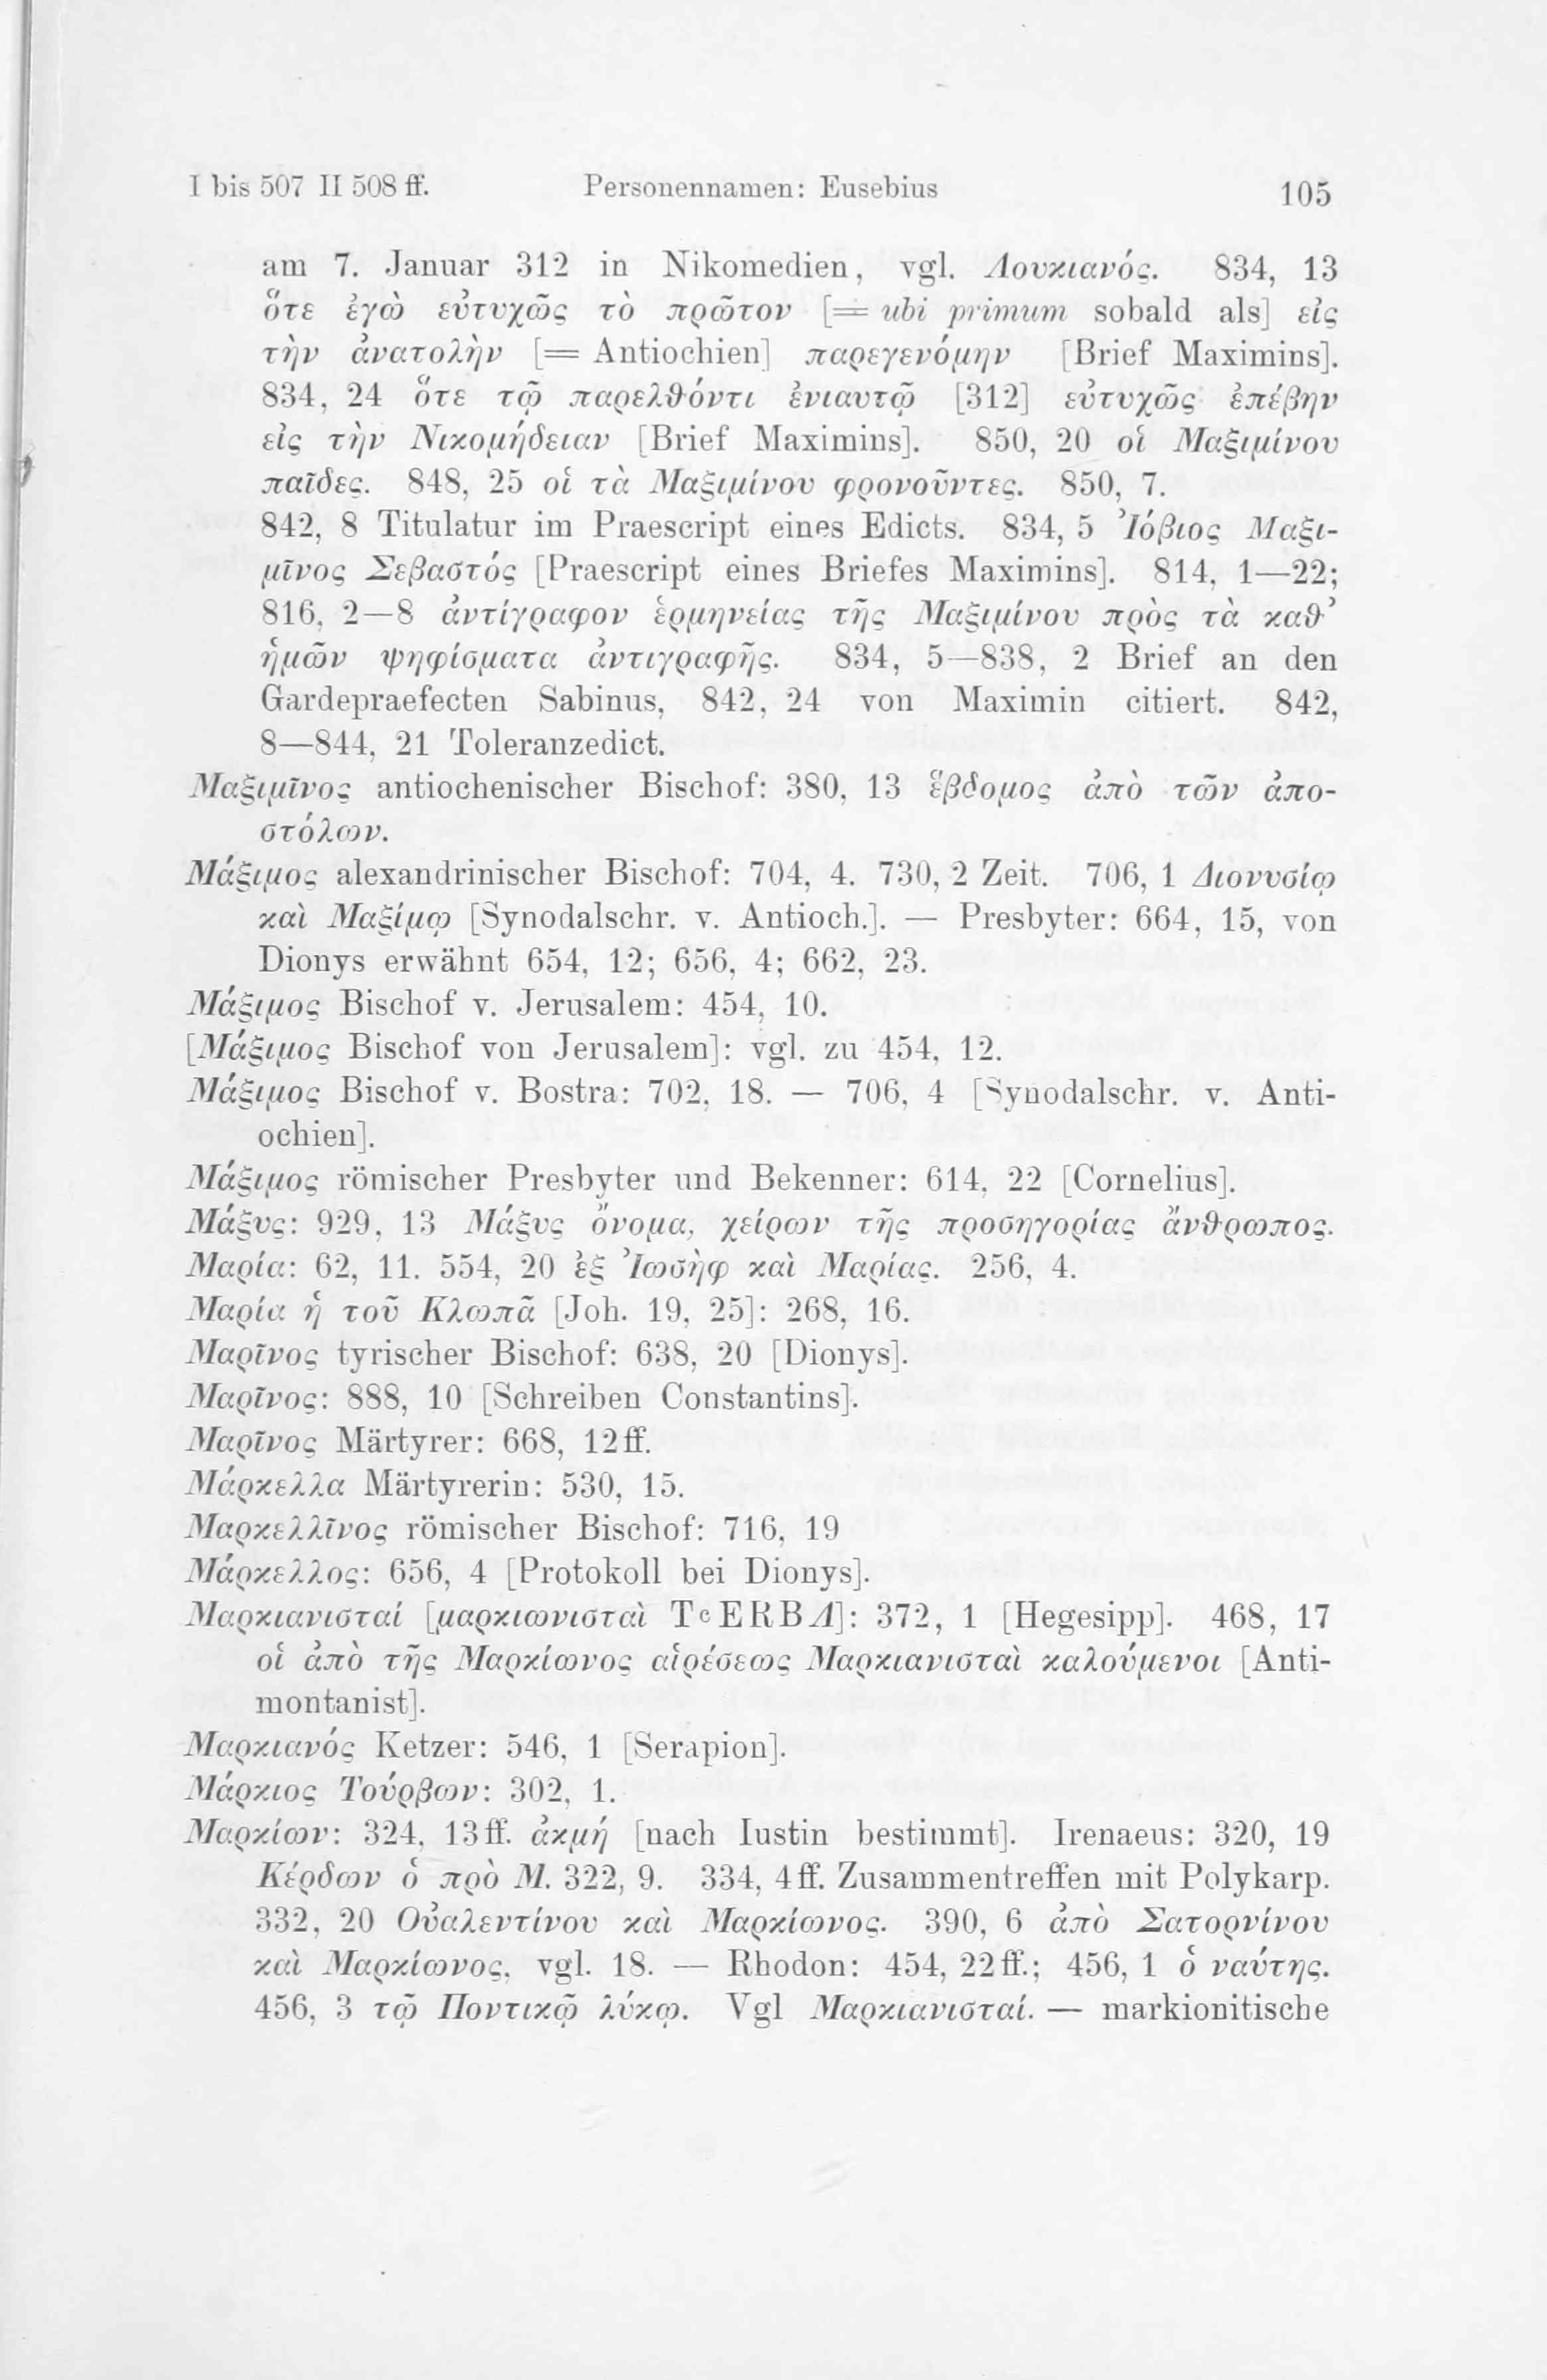 I bis 507 II 508 ff. Personennamen: Eusebius 105
am 7. Januar 312 in Nikomedien, vgl. Λουκιανός. 834, 13
ὅτε ἐγὼ εὐτυχῶς τὸ πρῶτον [= ubi primum sobald als] εἰς
τὴν ἀνατολὴν [= Antiochien] παρεγενόμην [Brief Maximins].
834, 24 ὅτε τῷ παρελθόντι ἐνιαυτῷ [312] εὐτυχῶς ἐπέβην
εἰς τὴν Νικομήδειαν [Brief Maximins]. 850, 20 οἱ Μαξιμίνου
παῖδες. 848, 25 οἱ τὰ Μαξιμίνου φρονοῦντες. 850, 7.
842, 8 Titulatur im Praescript eines Edicts. 834, 5 Ἰόβιος Μαξι-
μῖνος Σεβαστός [Praescript eines Briefes Maximins]. 814, 1—22;
816, 2—8 ἀντίγραφον ἑρμηνείας τῆς Μαξιμίνου πρὸς τὰ καθ’
ἡμῶν ψηφίσματα ἀντιγραφῆς. 834, 5—838, 2 Brief an den
Gardepraefecten Sabinus, 842, 24 von Maximin citiert. 842,
8—844, 21 Toleranzedict.
Μαξιμῖνος antiochenischer Bischof: 380, 13 ἕβδομος ἀπὸ τῶν ἀπο-
στόλων.
Μάξιμος alexandrinischer Bischof: 704, 4. 730, 2 Zeit. 706, 1 Διονυσίῳ
καὶ Μαξίμῳ [Synodalschr. v. Antioch.]. — Presbyter: 664, 15, von
Dionys erwähnt 654, 12; 656, 4; 662, 23.
Μάξιμος Bischof v. Jerusalem: 454, 10.
[Μάξιμος Bischof von Jerusalem]: vgl. zu 454, 12.
Μάξιμος Bischof v. Bostra: 702, 18. — 706, 4 [Synodalschr. v. Anti-
ochien].
Μάξιμος römischer Presbyter und Bekenner: 614, 22 [Cornelius].
Μάξυς: 929, 13 Μάξυς ὄνομα, χείρων τῆς προσηγορίας ἄνθρωπος.
Μαρία: 62, 11. 554, 20 ἐξ Ἰωσὴφ καὶ Μαρίας. 256, 4.
Μαρία ἡ τοῦ Κλωπᾶ [Joh. 19, 25]: 268, 16.
Μαρῖνος tyrischer Bischof: 638, 20 [Dionys].
Μαρῖνος: 888, 10 [Schreiben Constantins].
Μαρῖνος Märtyrer: 668, 12 ff.
Μάρκελλα Märtyrerin: 530, 15.
Μαρκελλῖνος römischer Bischof: 716, 19
Μάρκελλος: 656, 4 [Protokoll bei Dionys].
Μαρκιανισταί [μαρκιωνισταὶ TcERBΛ]: 372, 1 [Hegesipp]. 468, 17
οἱ ἀπὸ τῆς Μαρκίωνος αἱρέσεως Μαρκιανισταὶ καλούμενοι [Anti-
montanist].
Μαρκιανός Ketzer: 546, 1 [Serapion].
Μάρκιος Τούρβων: 302, 1.
Μαρκίων: 324, 13 ff. ἀκμή [nach Iustin bestimmt]. Irenaeus: 320, 19
Κέρδων ὁ πρὸ Μ. 322, 9. 334, 4 ff. Zusammentreffen mit Polykarp.
332, 20 Οὐαλεντίνου καὶ Μαρκίωνος. 390, 6 ἀπὸ Σατορνίνου
καὶ Μαρκίωνος, vgl. 18. — Rhodon: 454, 22 ff.; 456, 1 ὁ ναύτης.
456, 3 τῷ Ποντικῷ λύκῳ. Vgl Μαρκιανισταί. — markionitische